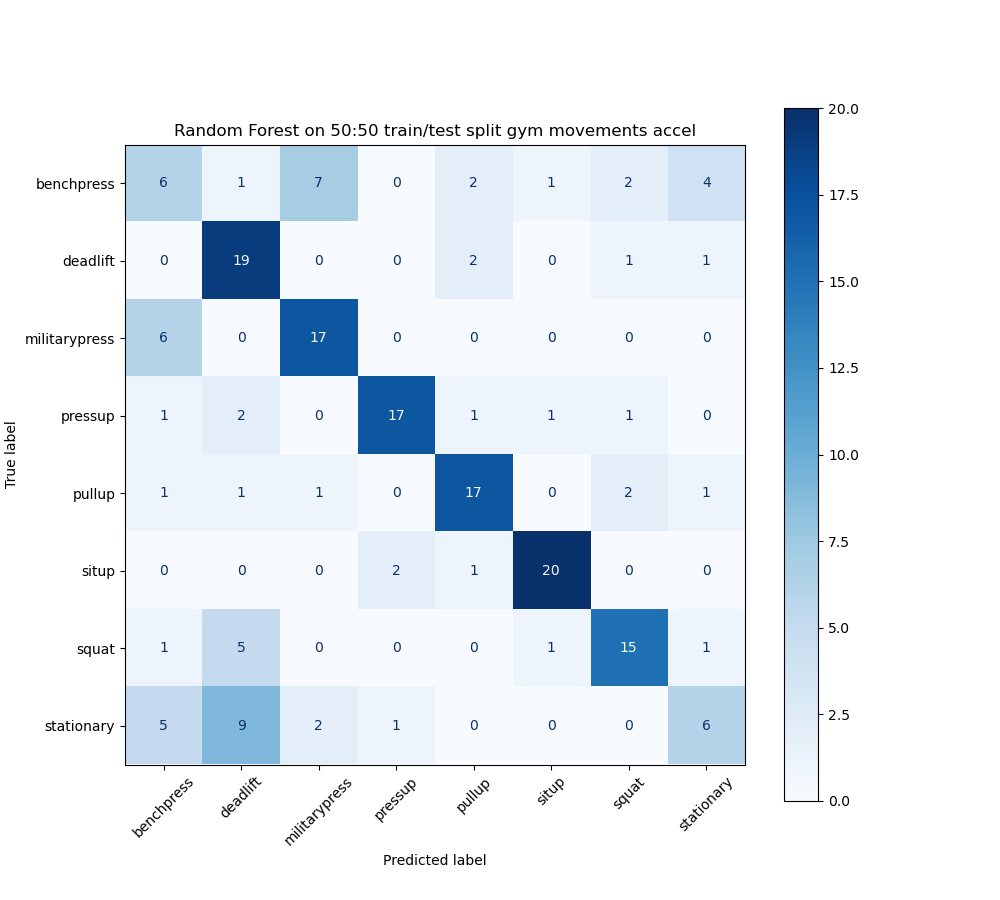 Random Forest on 50:50 train/test split gym movements accel
True label
benchpress 6 1 7 0 2 1 2 4
deadlift 0 19 0 0 2 0 1 1
militarypress 6 0 17 0 0 0 0 0
pressup 1 2 0 17 1 1 1 0
pullup 1 1 1 0 17 0 2 1
situp 0 0 0 2 1 20 0 0
squat 1 5 0 0 0 1 15 1
stationary 5 9 2 1 0 0 0 6
benchpress deadlift militarypress pressup pullup situp squat stationary
Predicted label
20.0
17.5
15.0
12.5
10.0
7.5
5.0
2.5
0.0